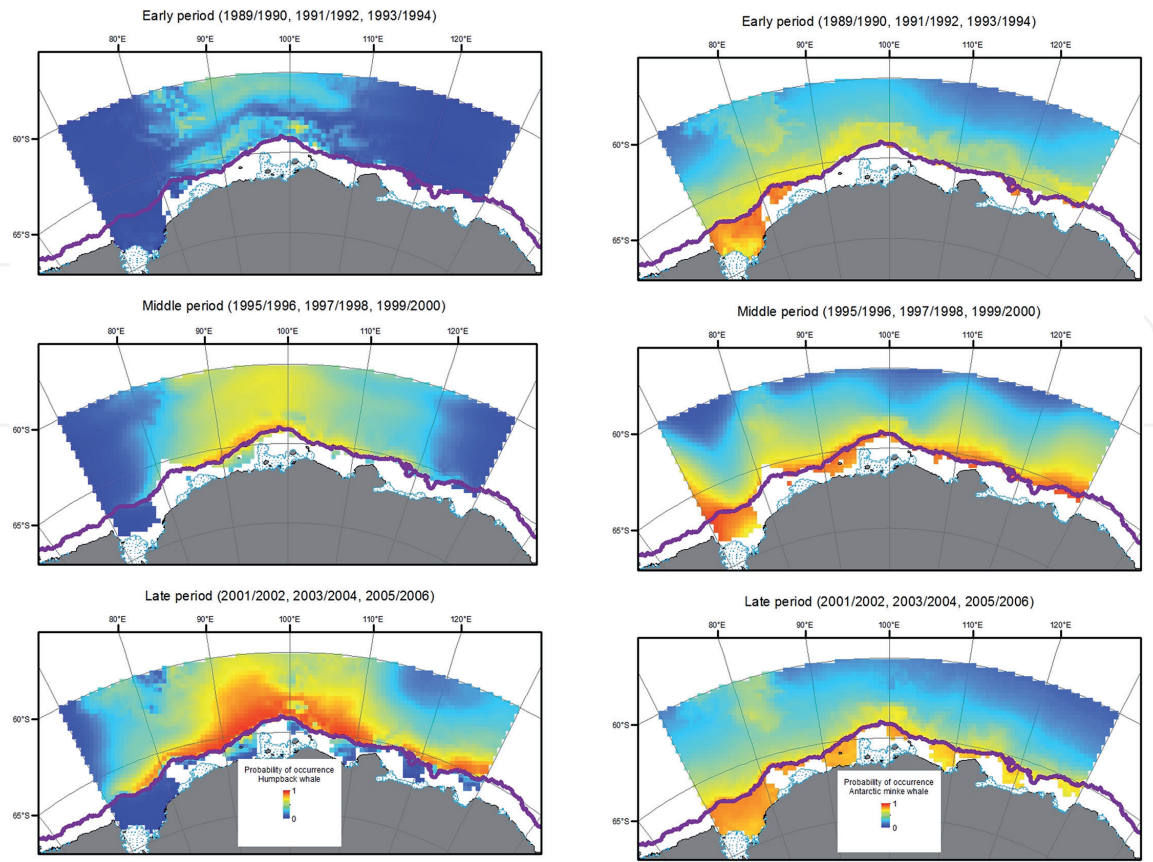 Early period (1989/1990, 1991/1992, 1993/1994)
80°E 90°E 100°E 110°E 120°E
60°S
65°S
Middle period (1995/1996, 1997/1998, 1999/2000)
80°E 90°E 100°E 110°E 120°E
60°S
65°S
Late period (2001/2002, 2003/2004, 2005/2006)
80°E 90°E 100°E 110°E 120°E
60°S
65°S
Probability of occurrence
Humpback whale
1
0
Early period (1989/1990, 1991/1992, 1993/1994)
80°E 90°E 100°E 110°E 120°E
60°S
65°S
Middle period (1995/1996, 1997/1998, 1999/2000)
80°E 90°E 100°E 110°E 120°E
60°S
65°S
Late period (2001/2002, 2003/2004, 2005/2006)
80°E 90°E 100°E 110°E 120°E
60°S
65°S
Probability of occurrence
Antarctic minke whale
1
0